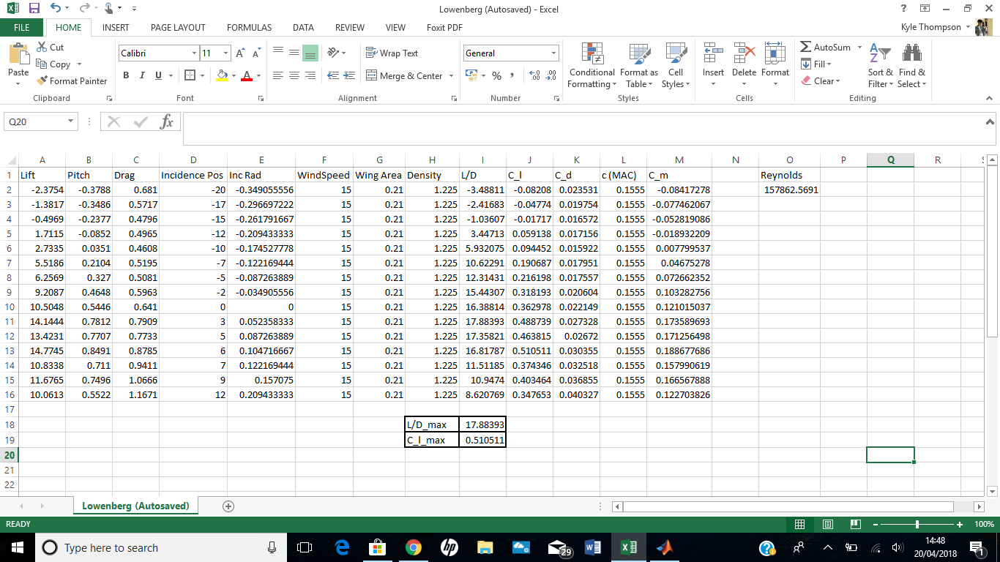 Lowenberg (Autosaved) - Excel
?
FILE HOME INSERT PAGE LAYOUT FORMULAS DATA REVIEW VIEW Foxit PDF Kyle Thompson
Paste Cut Copy Format Painter
Calibri 11 A A B I U A
Wrap Text Merge & Center
General % ,
Conditional Formatting Format as Table Cell Styles
Insert Delete Format
AutoSum Fill Clear Sort & Filter Find & Select
Clipboard Font Alignment Number Styles Cells Editing
Q20 fx
A B C D E F G H I J K L M N O P Q R S
1 Lift Pitch Drag Incidence Pos Inc Rad WindSpeed Wing Area Density L/D C_l C_d c (MAC) C_m Reynolds
2 -2.3754 -0.3788 0.681 -20 -0.349055556 15 0.21 1.225 -3.48811 -0.08208 0.023531 0.1555 -0.08417278 157862.5691
3 -1.3817 -0.3486 0.5717 -17 -0.296697222 15 0.21 1.225 -2.41683 -0.04774 0.019754 0.1555 -0.077462067
4 -0.4969 -0.2377 0.4796 -15 -0.261791667 15 0.21 1.225 -1.03607 -0.01717 0.016572 0.1555 -0.052819086
5 1.7115 -0.0852 0.4965 -12 -0.209433333 15 0.21 1.225 3.44713 0.059138 0.017156 0.1555 -0.018932209
6 2.7335 0.0351 0.4608 -10 -0.174527778 15 0.21 1.225 5.932075 0.094452 0.015922 0.1555 0.007799537
7 5.5186 0.2104 0.5195 -7 -0.122169444 15 0.21 1.225 10.62291 0.190687 0.017951 0.1555 0.04675278
8 6.2569 0.327 0.5081 -5 -0.087263889 15 0.21 1.225 12.31431 0.216198 0.017557 0.1555 0.072662352
9 9.2087 0.4648 0.5963 -2 -0.034905556 15 0.21 1.225 15.44307 0.318193 0.020604 0.1555 0.103282756
10 10.5048 0.5446 0.641 0 0 15 0.21 1.225 16.38814 0.362978 0.022149 0.1555 0.121015037
11 14.1444 0.7812 0.7909 3 0.052358333 15 0.21 1.225 17.88393 0.488739 0.027328 0.1555 0.173589693
12 13.4231 0.7707 0.7733 5 0.087263889 15 0.21 1.225 17.35821 0.463815 0.02672 0.1555 0.171256498
13 14.7745 0.8491 0.8785 6 0.104716667 15 0.21 1.225 16.81787 0.510511 0.030355 0.1555 0.188677686
14 10.8338 0.711 0.9411 7 0.122169444 15 0.21 1.225 11.51185 0.374346 0.032518 0.1555 0.157990619
15 11.6765 0.7496 1.0666 9 0.157075 15 0.21 1.225 10.9474 0.403464 0.036855 0.1555 0.166567888
16 10.0613 0.5522 1.1671 12 0.209433333 15 0.21 1.225 8.620769 0.347653 0.040327 0.1555 0.122703826
17
18 L/D_max 17.88393
19 C_l_max 0.510511
20
21
22
Lowenberg (Autosaved)
READY 100%
Type here to search 29 14:48 1
20/04/2018